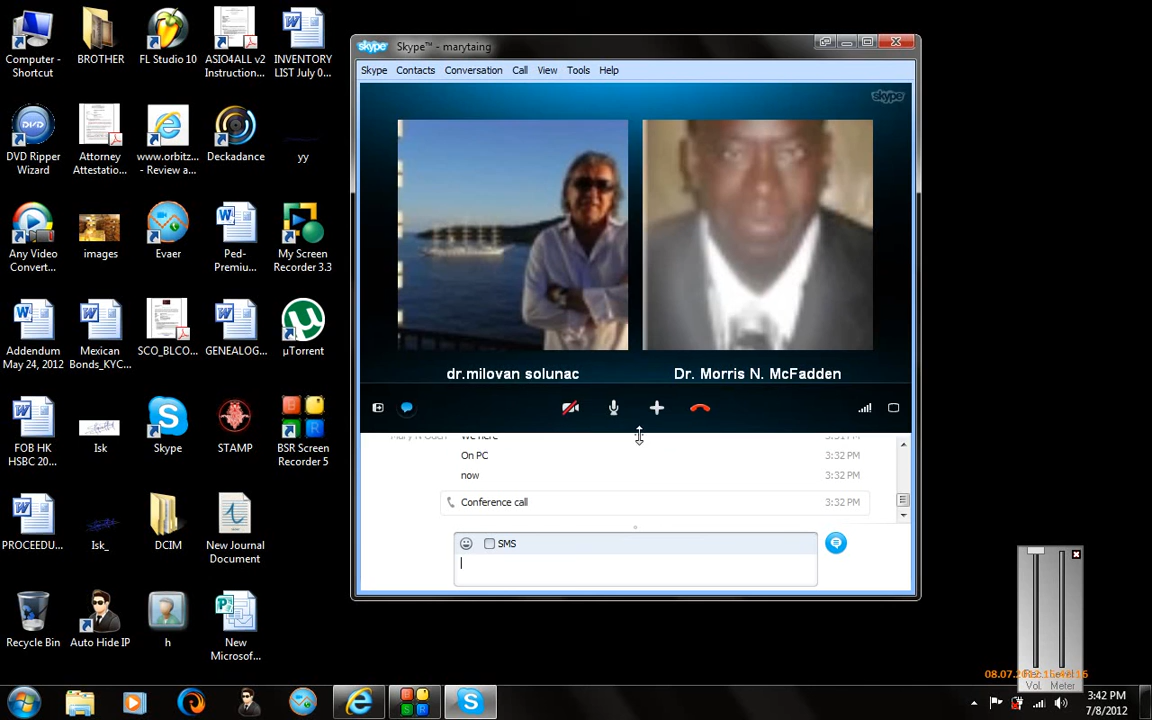 Computer -
Shortcut
BROTHER
FL Studio 10
ASIO4ALL v2
Instruction...
INVENTORY
LIST July 0...
DVD
DVD Ripper
Wizard
Attorney
Attestatio...
www.orbitz...
- Review a...
Deckadance
yy
Any Video
Convert...
images
Evaer
Ped-
Premiu...
My Screen
Recorder 3.3
Addendum
May 24, 2012
Mexican
Bonds_KYC...
SCO_BLCO...
GENEALOG...
µTorrent
FOB HK
HSBC 20...
Isk
Skype
STAMP
BSR Screen
Recorder 5
PROCEEDU...
Isk_
DCIM
New Journal
Document
Recycle Bin
Auto Hide IP
h
New
Microsof...
skype Skype™ - marytaing
Skype Contacts Conversation Call View Tools Help
skype
dr.milovan solunac Dr. Morris N. McFadden
On PC 3:32 PM
now 3:32 PM
Conference call 3:32 PM
SMS
Vol. Meter
3:42 PM
7/8/2012